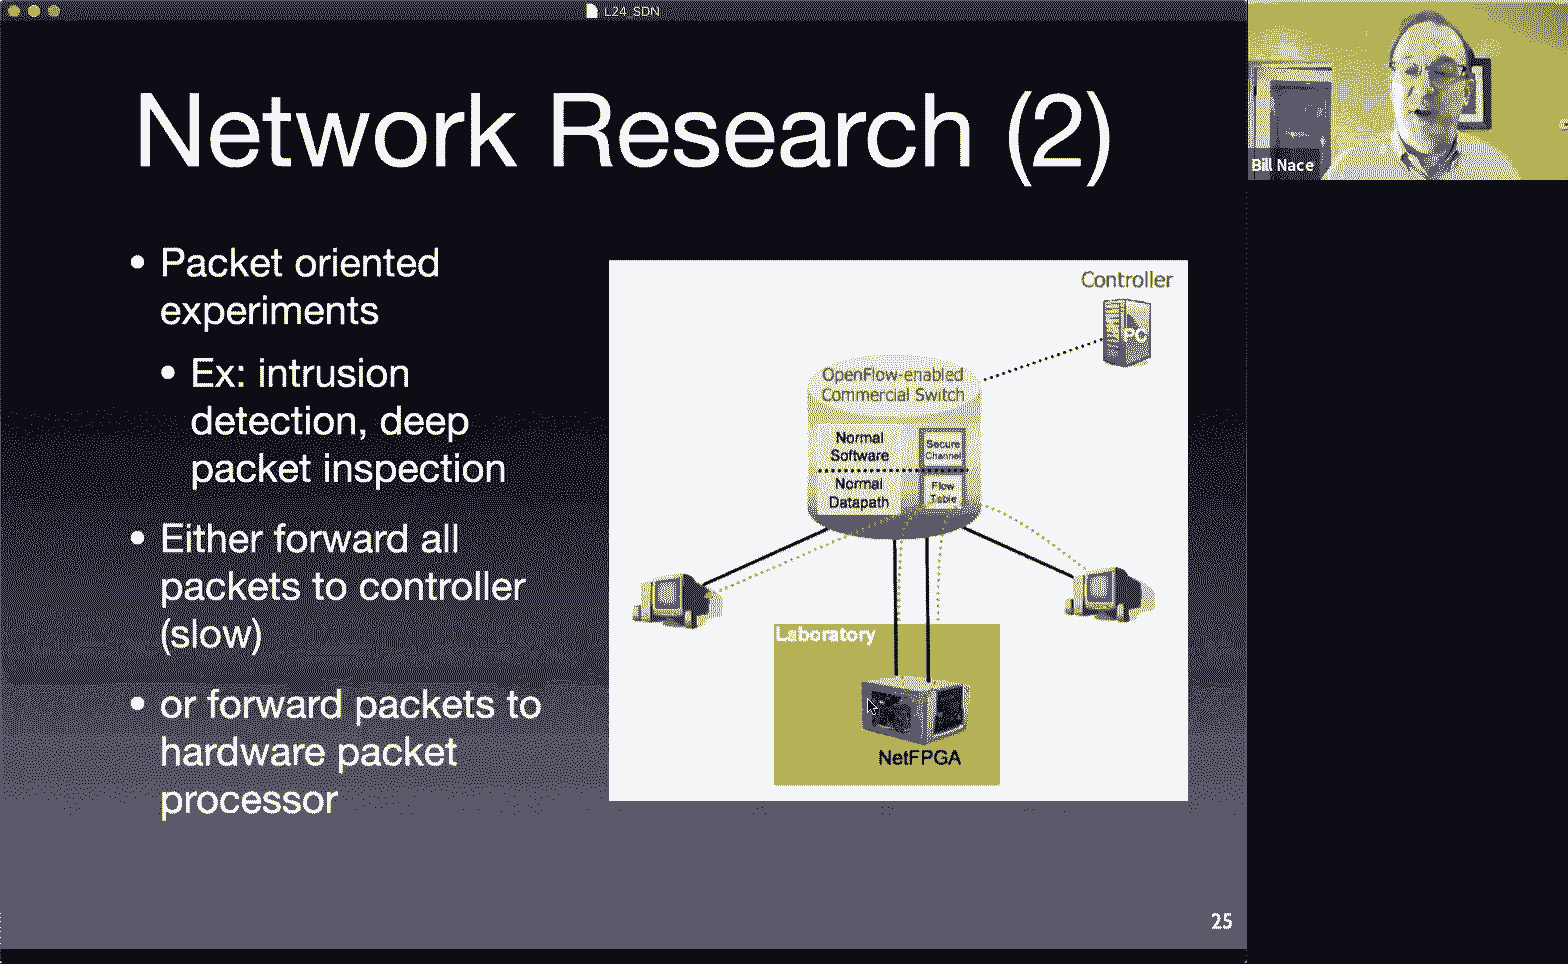 L24_SDN
Network Research (2)
• Packet oriented
experiments
• Ex: intrusion
detection, deep
packet inspection
• Either forward all
packets to controller
(slow)
• or forward packets to
hardware packet
processor
Controller
PC
OpenFlow-enabled
Commercial Switch
Normal
Software
Secure
Channel
Normal
Datapath
Flow
Table
Laboratory
NetFPGA
25
Bill Nace